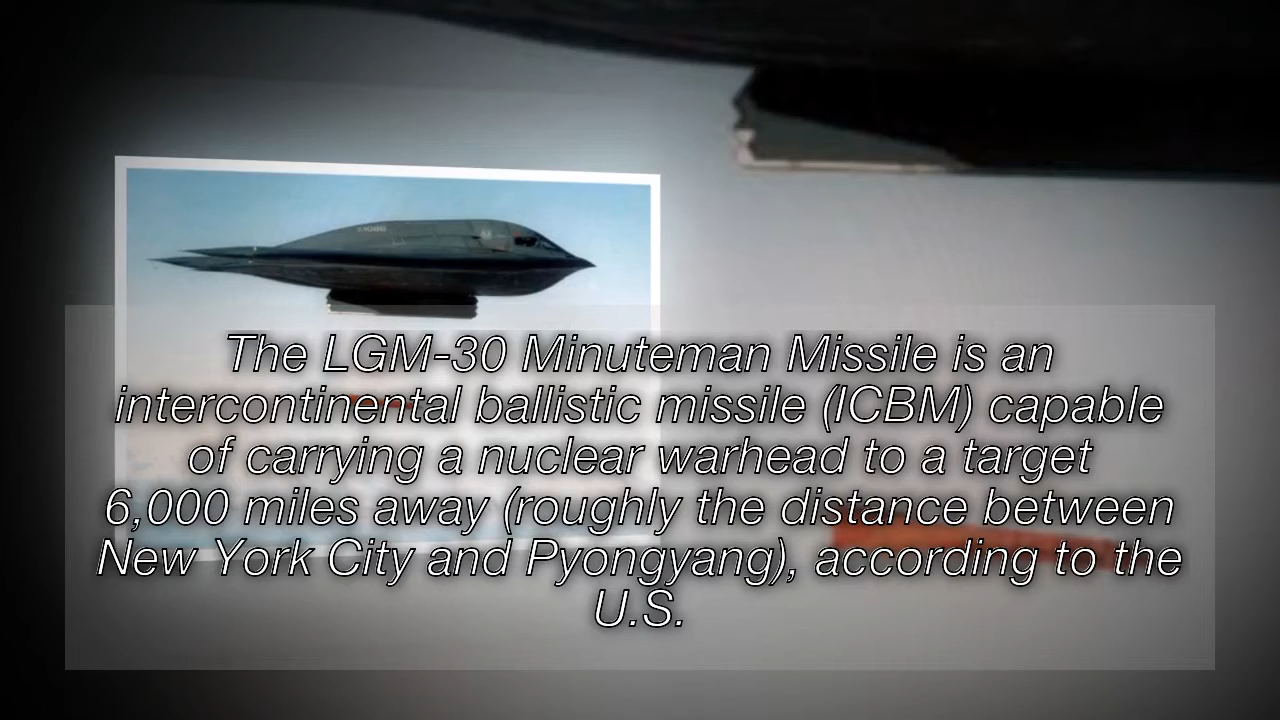 The LGM-30 Minuteman Missile is an
intercontinental ballistic missile (ICBM) capable
of carrying a nuclear warhead to a target
6,000 miles away (roughly the distance between
New York City and Pyongyang), according to the
U.S.